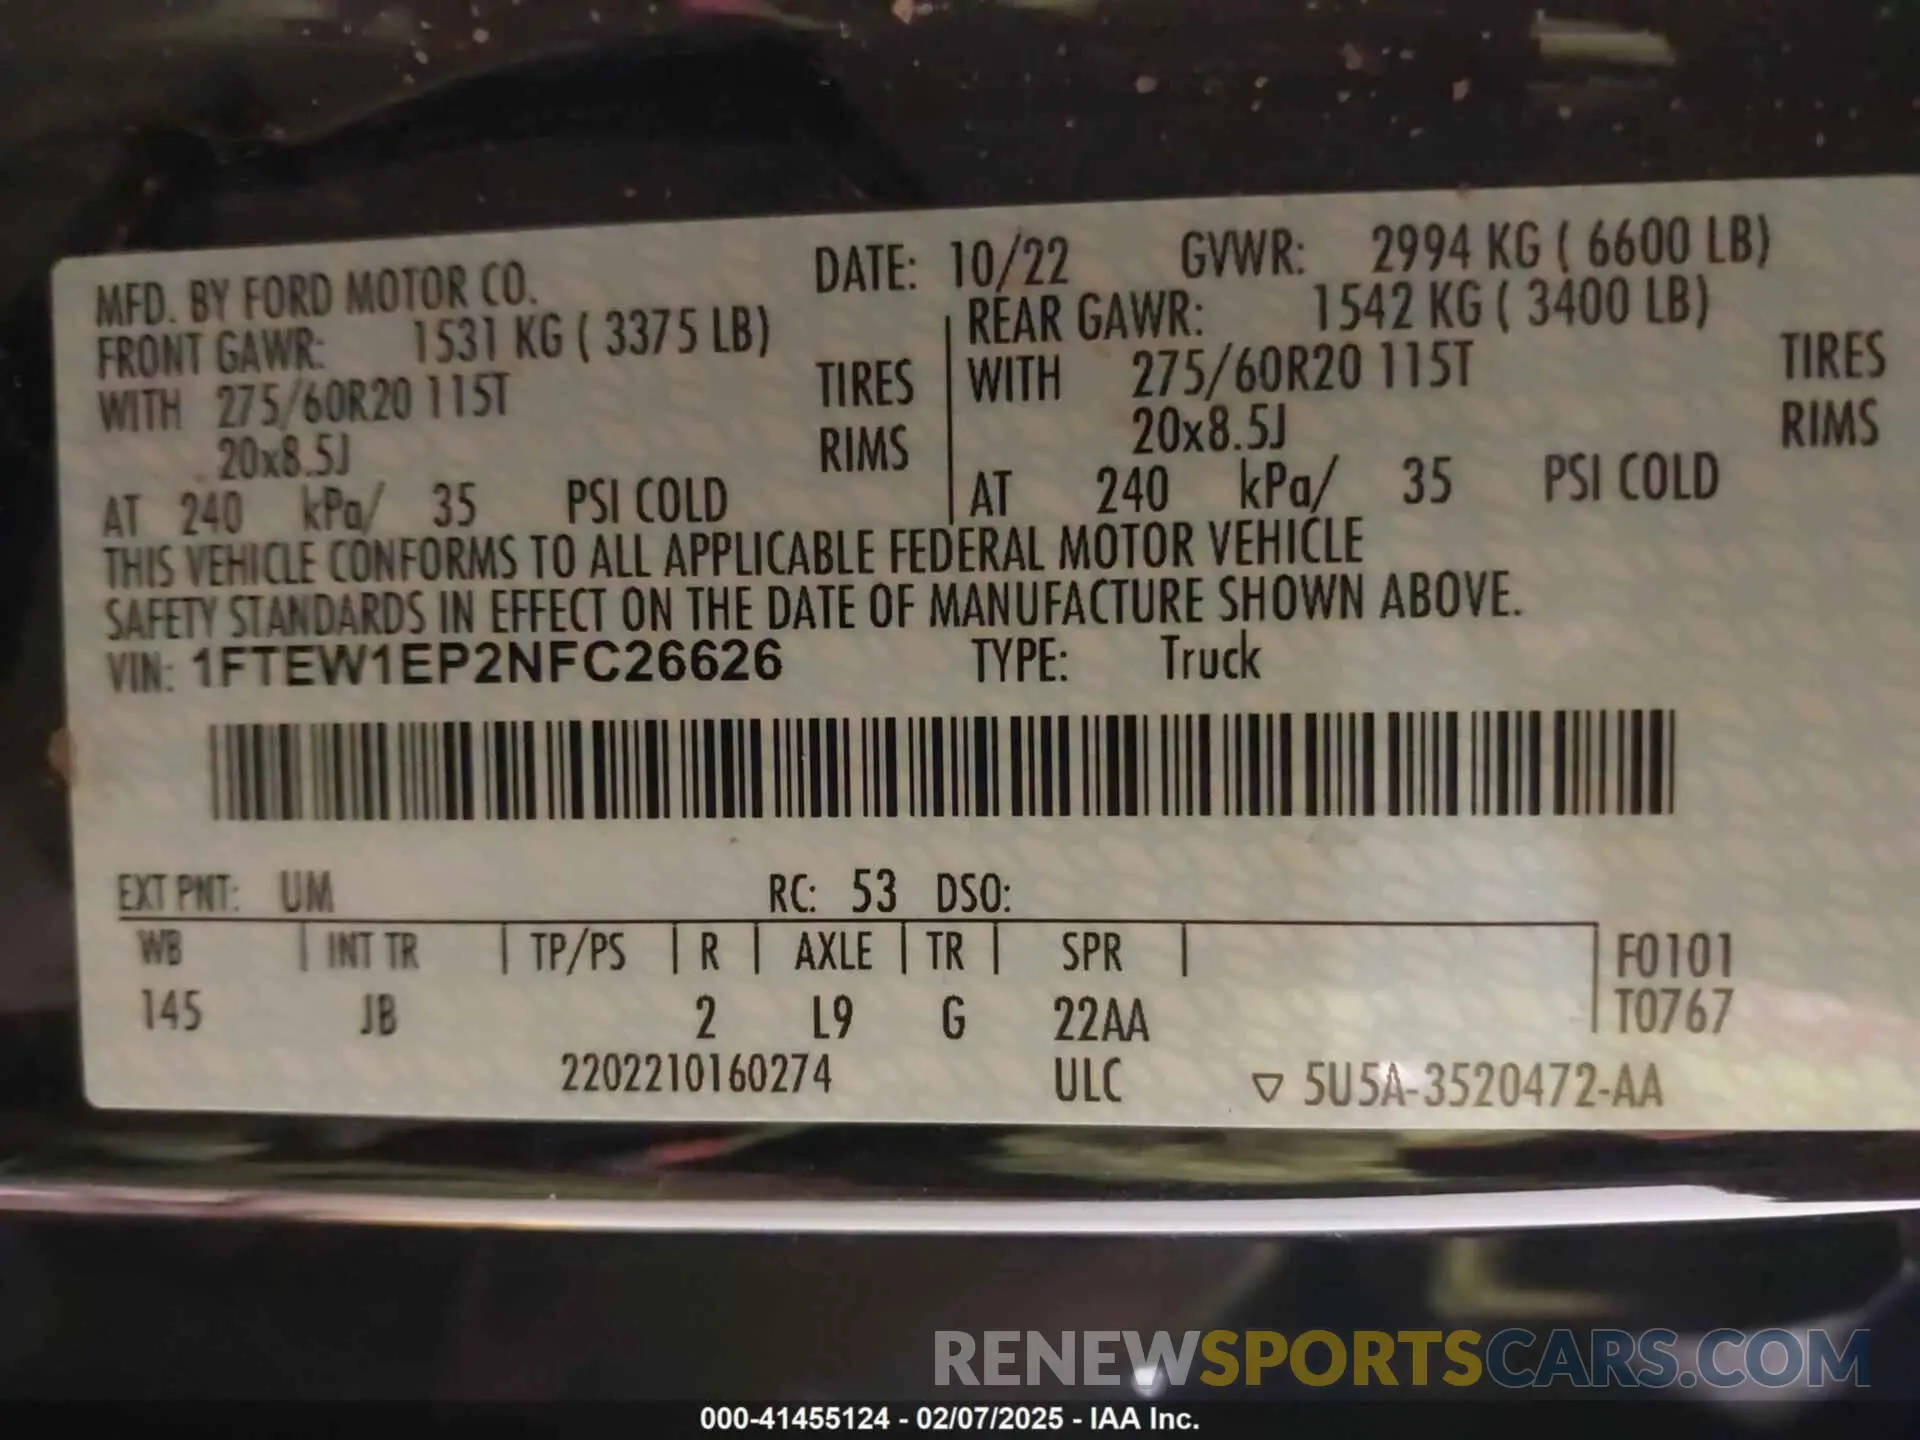 MFD. BY FORD MOTOR CO. DATE: 10/22 GVWR: 2994 KG ( 6600 LB)
FRONT GAWR: 1531 KG ( 3375 LB) REAR GAWR: 1542 KG ( 3400 LB)
WITH 275/60R20 115T TIRES WITH 275/60R20 115T TIRES
20x8.5J RIMS 20x8.5J RIMS
AT 240 kPa/ 35 PSI COLD AT 240 kPa/ 35 PSI COLD
THIS VEHICLE CONFORMS TO ALL APPLICABLE FEDERAL MOTOR VEHICLE
SAFETY STANDARDS IN EFFECT ON THE DATE OF MANUFACTURE SHOWN ABOVE.
VIN: 1FTEW1EP2NFC26626 TYPE: Truck
EXT PNT: UM RC: 53 DSO:
WB | INT TR | TP/PS | R | AXLE | TR | SPR | F0101
145 JB 2 L9 G 22AA T0767
2202210160274 ULC ▽ 5U5A-3520472-AA
RENEWSPORTSCARS.COM
000-41455124 - 02/07/2025 - IAA Inc.